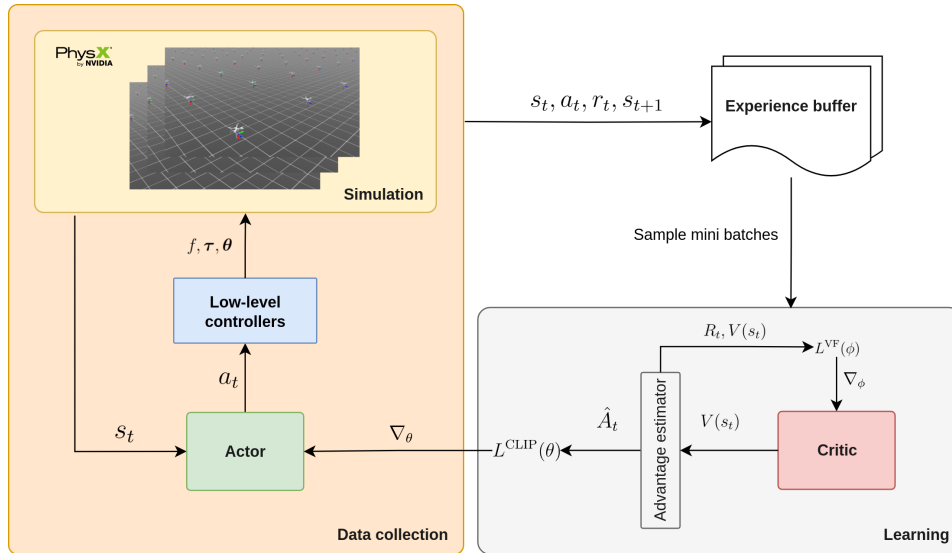 PhysX
by NVIDIA
Simulation
f, τ, θ
Low-level
controllers
a_t
s_t
Actor
Data collection
s_t, a_t, r_t, s_{t+1}
Experience buffer
Sample mini batches
R_t, V(s_t)
L^{VF}(ϕ)
∇_ϕ
V(s_t)
Critic
Advantage estimator
Â_t
L^{CLIP}(θ)
∇_θ
Learning